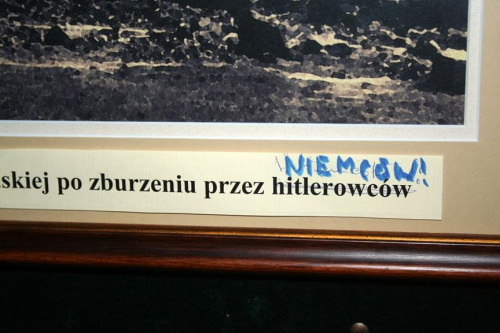 NIEMCÓW!
skiej po zburzeniu przez hitlerowców